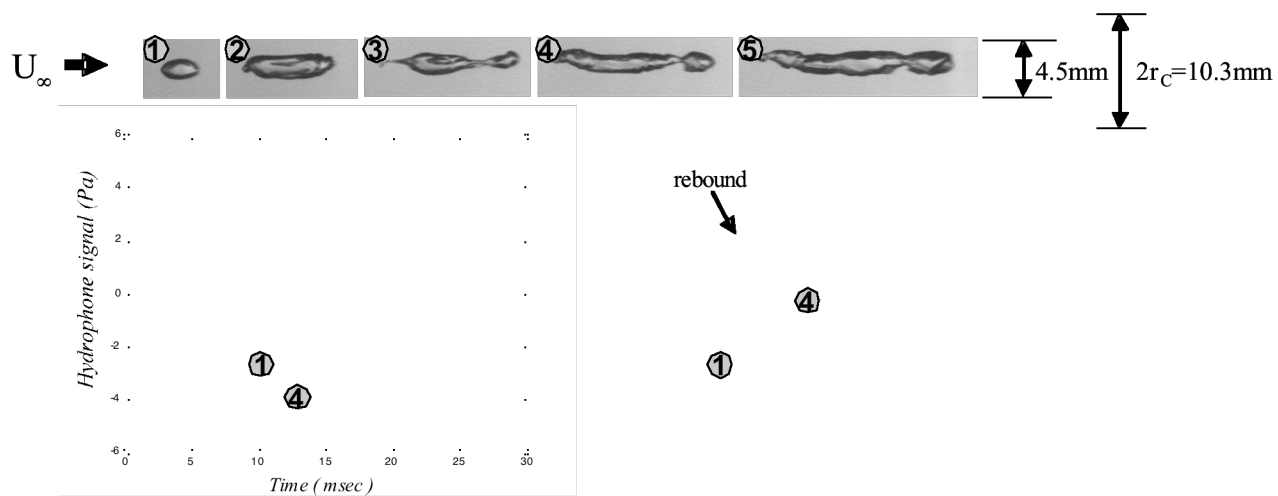 1 2 3 4 5
U∞
4.5mm 2rC=10.3mm
rebound
Hydrophone signal (Pa)
6
4
2
0
-2
-4
-6
1
4
4
1
0 5 10 15 20 25 30
Time ( msec )